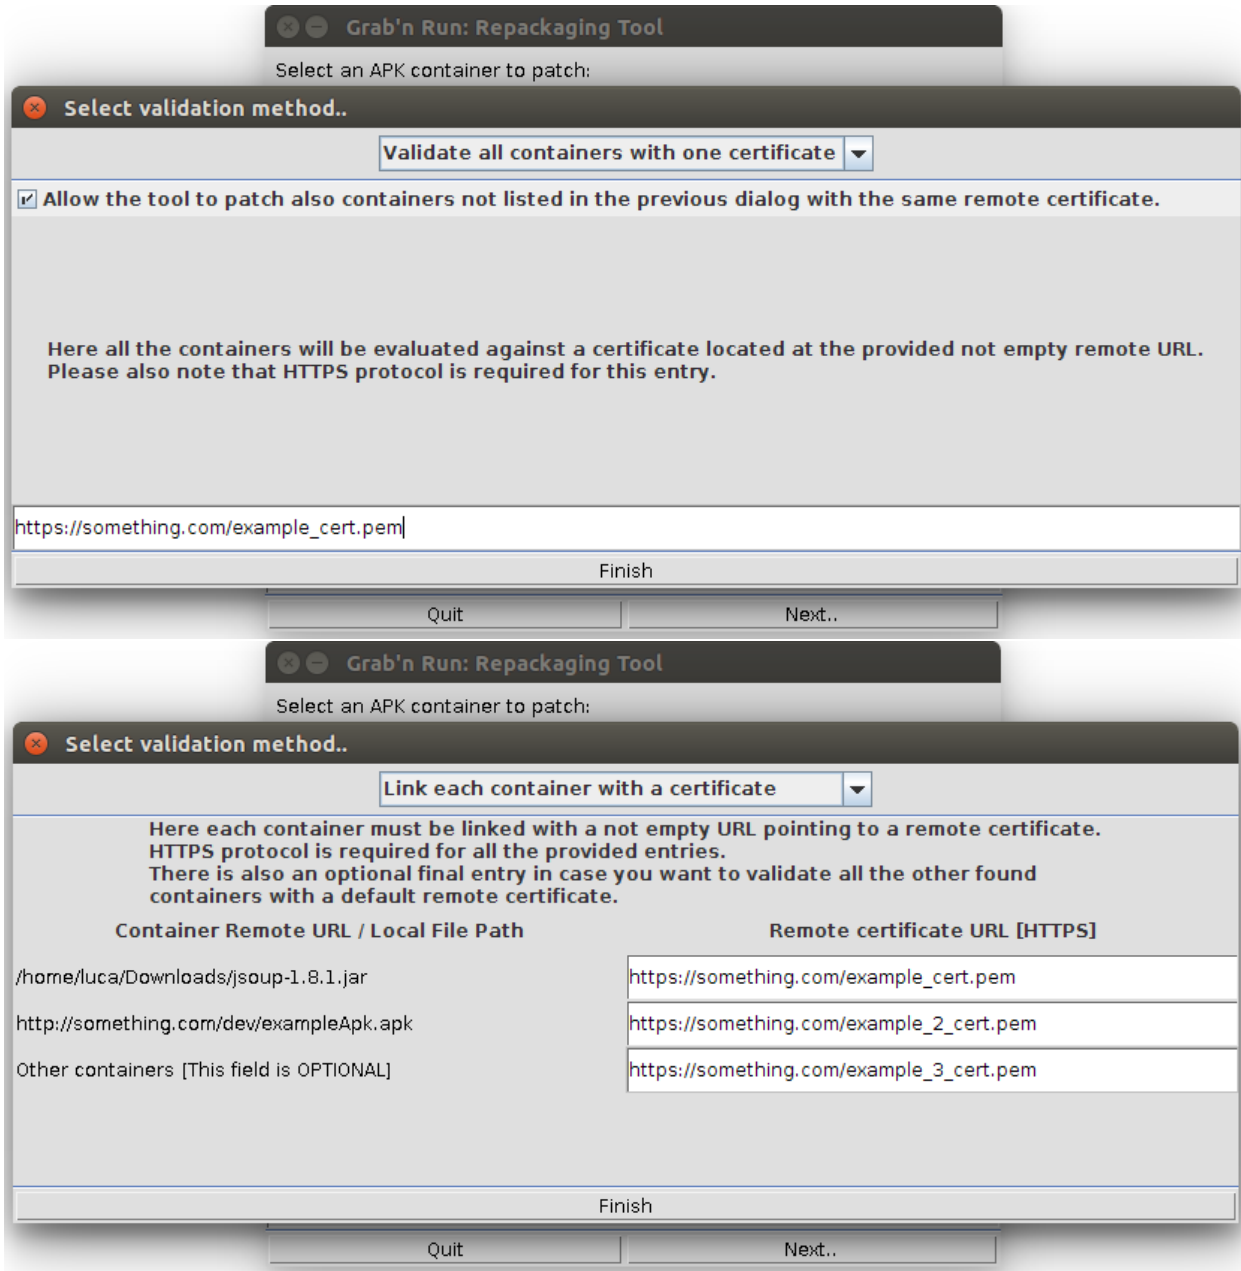 Grab'n Run: Repackaging Tool
Select an APK container to patch:
Select validation method..
Validate all containers with one certificate
Allow the tool to patch also containers not listed in the previous dialog with the same remote certificate.
Here all the containers will be evaluated against a certificate located at the provided not empty remote URL.
Please also note that HTTPS protocol is required for this entry.
https://something.com/example_cert.pem
Finish
Quit Next..
Grab'n Run: Repackaging Tool
Select an APK container to patch:
Select validation method..
Link each container with a certificate
Here each container must be linked with a not empty URL pointing to a remote certificate.
HTTPS protocol is required for all the provided entries.
There is also an optional final entry in case you want to validate all the other found
containers with a default remote certificate.
Container Remote URL / Local File Path Remote certificate URL [HTTPS]
/home/luca/Downloads/jsoup-1.8.1.jar https://something.com/example_cert.pem
http://something.com/dev/exampleApk.apk https://something.com/example_2_cert.pem
Other containers [This field is OPTIONAL] https://something.com/example_3_cert.pem
Finish
Quit Next..